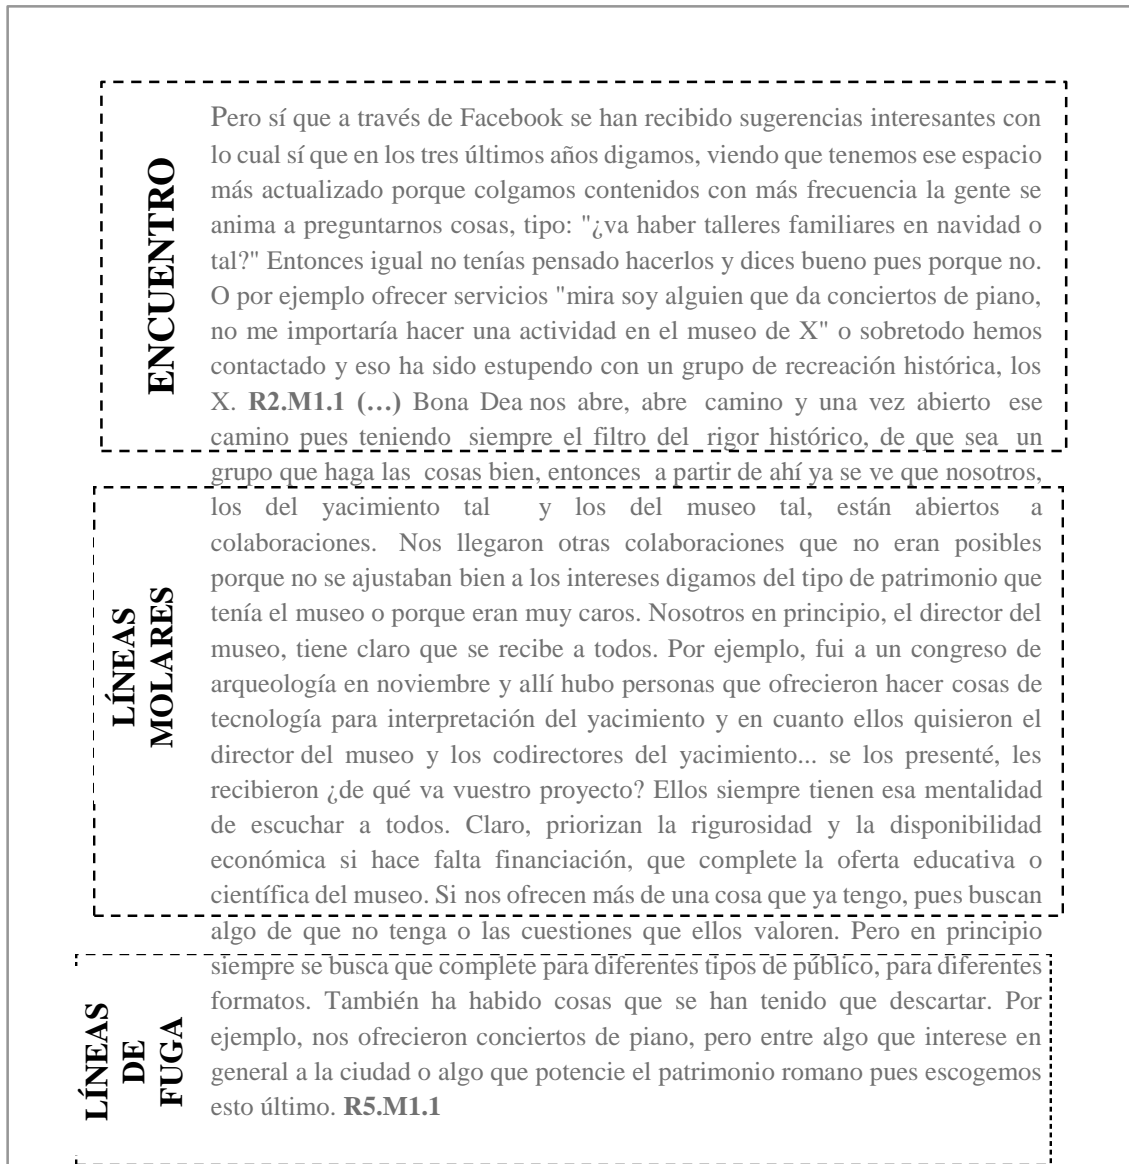 ENCUENTRO
Pero sí que a través de Facebook se han recibido sugerencias interesantes con
lo cual sí que en los tres últimos años digamos, viendo que tenemos ese espacio
más actualizado porque colgamos contenidos con más frecuencia la gente se
anima a preguntarnos cosas, tipo: "¿va haber talleres familiares en navidad o
tal?" Entonces igual no tenías pensado hacerlos y dices bueno pues porque no.
O por ejemplo ofrecer servicios "mira soy alguien que da conciertos de piano,
no me importaría hacer una actividad en el museo de X" o sobretodo hemos
contactado y eso ha sido estupendo con un grupo de recreación histórica, los
X. R2.M1.1 (…) Bona Dea nos abre, abre camino y una vez abierto ese
camino pues teniendo siempre el filtro del rigor histórico, de que sea un
grupo que haga las cosas bien, entonces a partir de ahí ya se ve que nosotros,
LÍNEAS
MOLARES
los del yacimiento tal y los del museo tal, están abiertos a
colaboraciones. Nos llegaron otras colaboraciones que no eran posibles
porque no se ajustaban bien a los intereses digamos del tipo de patrimonio que
tenía el museo o porque eran muy caros. Nosotros en principio, el director del
museo, tiene claro que se recibe a todos. Por ejemplo, fui a un congreso de
arqueología en noviembre y allí hubo personas que ofrecieron hacer cosas de
tecnología para interpretación del yacimiento y en cuanto ellos quisieron el
director del museo y los codirectores del yacimiento... se los presenté, les
recibieron ¿de qué va vuestro proyecto? Ellos siempre tienen esa mentalidad
de escuchar a todos. Claro, priorizan la rigurosidad y la disponibilidad
económica si hace falta financiación, que complete la oferta educativa o
científica del museo. Si nos ofrecen más de una cosa que ya tengo, pues buscan
algo de que no tenga o las cuestiones que ellos valoren. Pero en principio
LÍNEAS
DE
FUGA
siempre se busca que complete para diferentes tipos de público, para diferentes
formatos. También ha habido cosas que se han tenido que descartar. Por
ejemplo, nos ofrecieron conciertos de piano, pero entre algo que interese en
general a la ciudad o algo que potencie el patrimonio romano pues escogemos
esto último. R5.M1.1